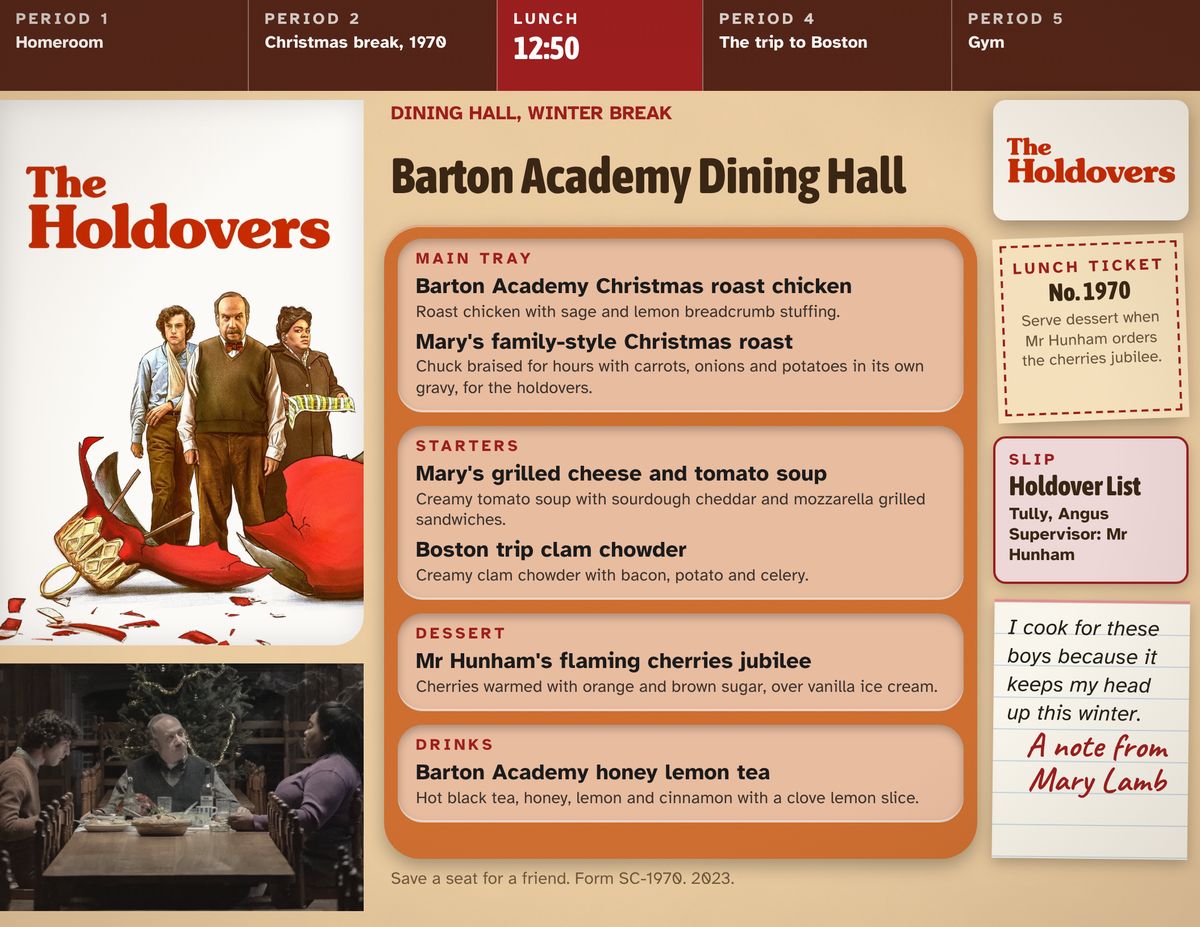 PERIOD 1
Homeroom
PERIOD 2
Christmas break, 1970
LUNCH
12:50
PERIOD 4
The trip to Boston
PERIOD 5
Gym
The
Holdovers
DINING HALL, WINTER BREAK
Barton Academy Dining Hall
MAIN TRAY
Barton Academy Christmas roast chicken
Roast chicken with sage and lemon breadcrumb stuffing.
Mary's family-style Christmas roast
Chuck braised for hours with carrots, onions and potatoes in its own
gravy, for the holdovers.
STARTERS
Mary's grilled cheese and tomato soup
Creamy tomato soup with sourdough cheddar and mozzarella grilled
sandwiches.
Boston trip clam chowder
Creamy clam chowder with bacon, potato and celery.
DESSERT
Mr Hunham's flaming cherries jubilee
Cherries warmed with orange and brown sugar, over vanilla ice cream.
DRINKS
Barton Academy honey lemon tea
Hot black tea, honey, lemon and cinnamon with a clove lemon slice.
Save a seat for a friend. Form SC-1970. 2023.
The
Holdovers
LUNCH TICKET
No. 1970
Serve dessert when
Mr Hunham orders
the cherries jubilee.
SLIP
Holdover List
Tully, Angus
Supervisor: Mr
Hunham
I cook for these
boys because it
keeps my head
up this winter.
A note from
Mary Lamb